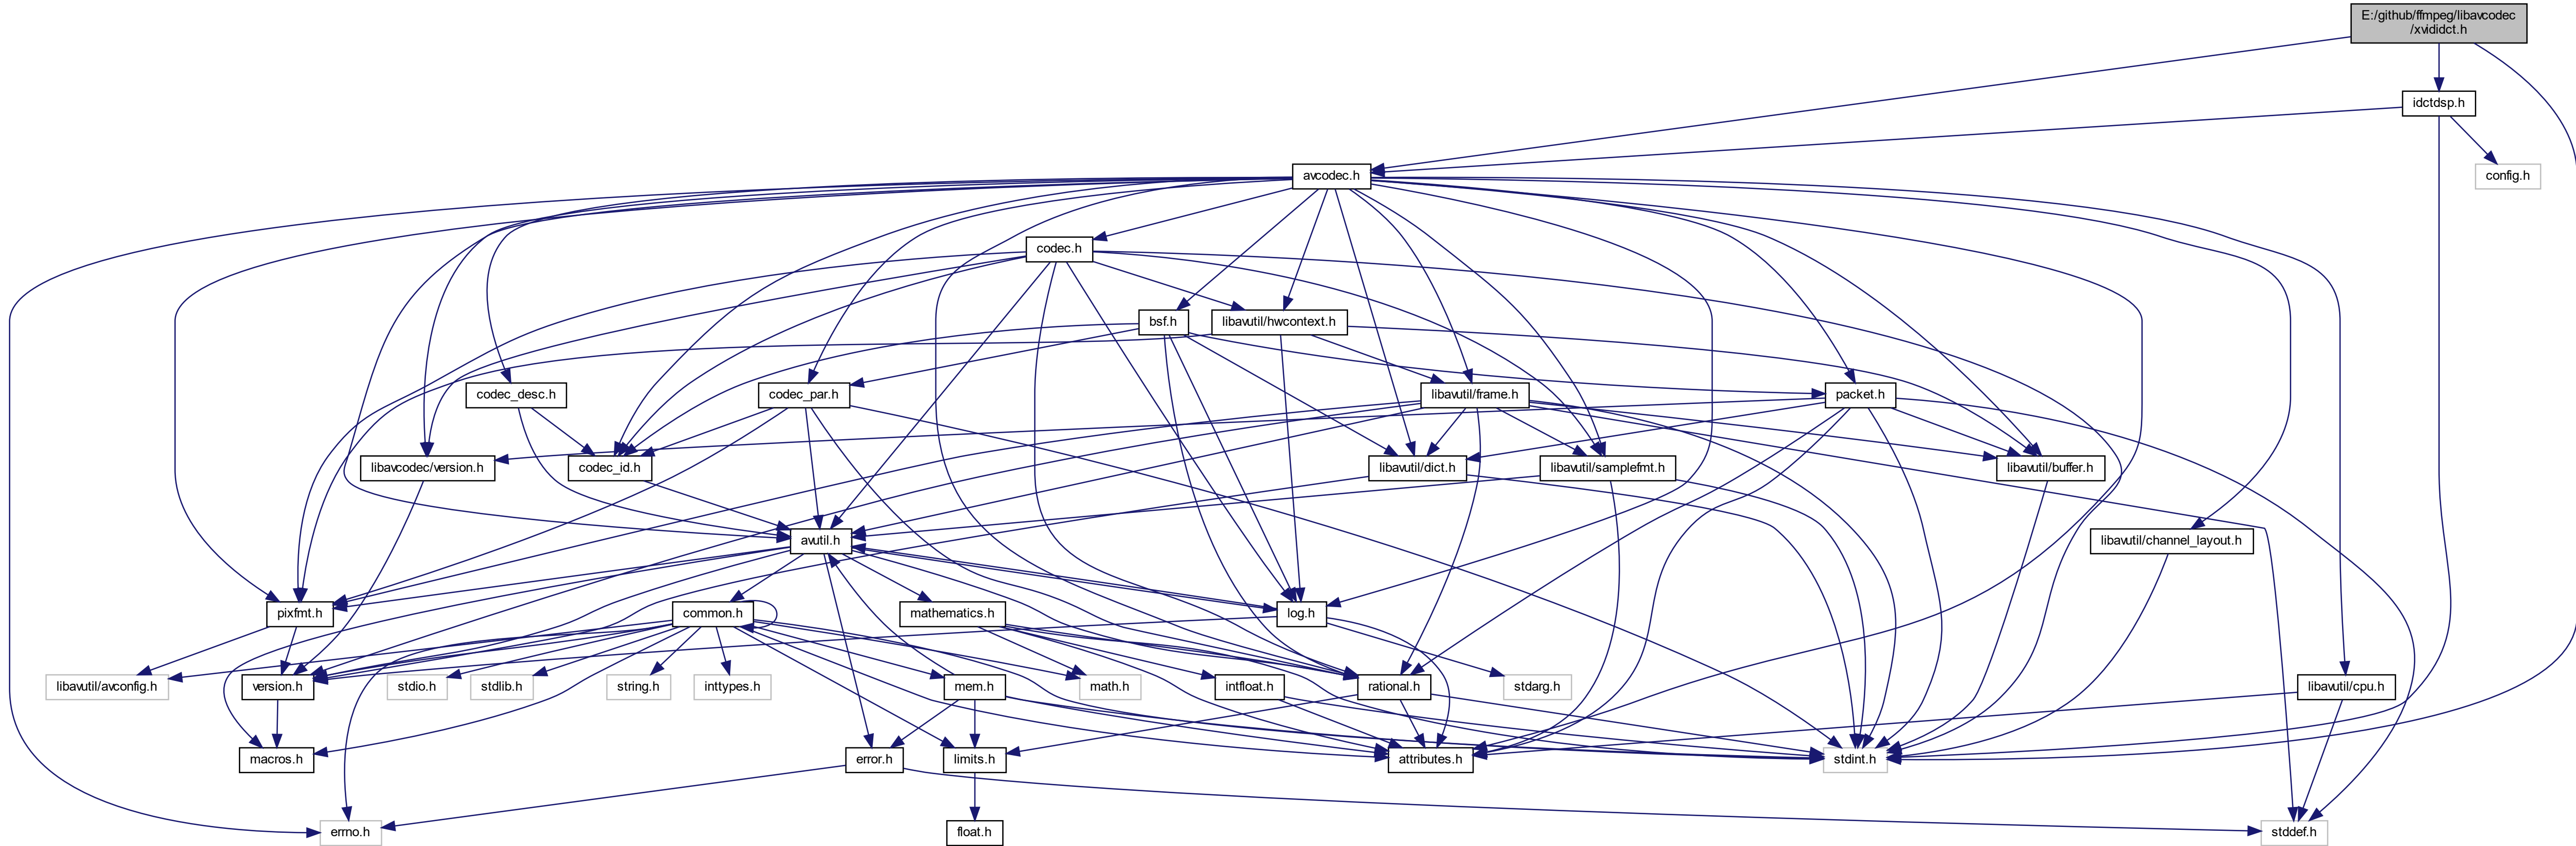 E:/github/ffmpeg/libavcodec
/xvididct.h
idctdsp.h
avcodec.h
config.h
codec.h
bsf.h
libavutil/hwcontext.h
codec_desc.h
codec_par.h
libavutil/frame.h
packet.h
libavcodec/version.h
codec_id.h
libavutil/dict.h
libavutil/samplefmt.h
libavutil/buffer.h
avutil.h
libavutil/channel_layout.h
pixfmt.h
common.h
mathematics.h
log.h
libavutil/avconfig.h
version.h
stdio.h
stdlib.h
string.h
inttypes.h
mem.h
math.h
intfloat.h
rational.h
stdarg.h
libavutil/cpu.h
macros.h
error.h
limits.h
attributes.h
stdint.h
errno.h
float.h
stddef.h